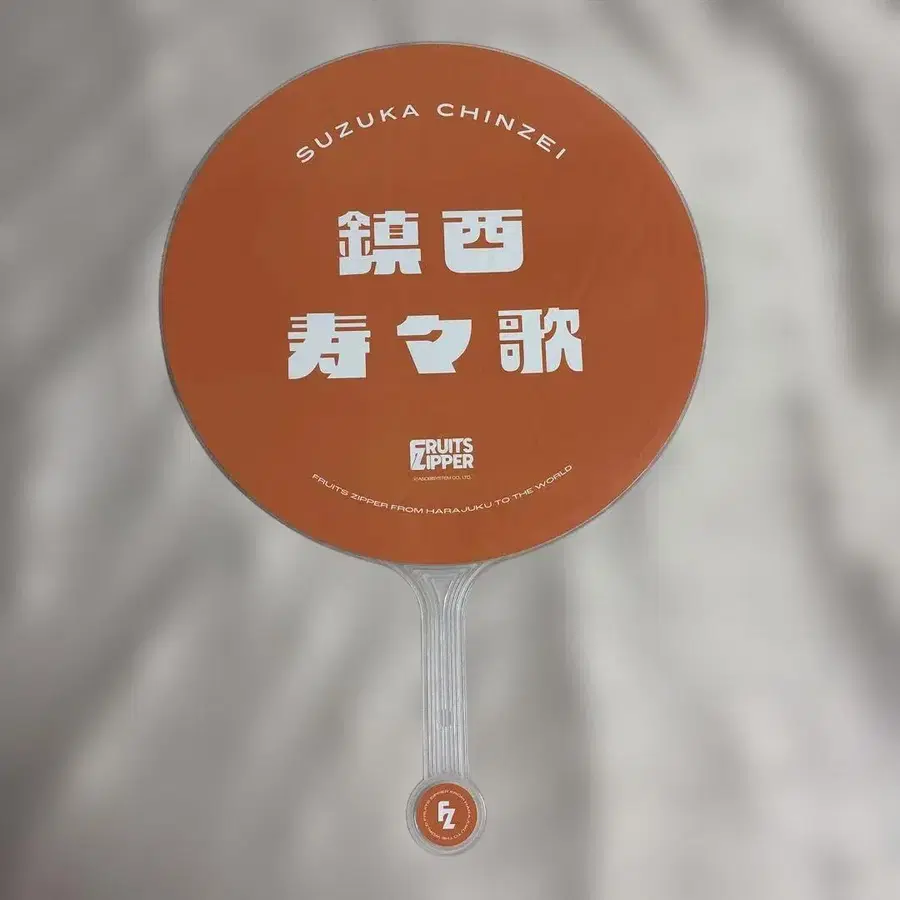 SUZUKA CHINZEI
鎮西
寿々歌
FRUITS
ZIPPER
FRUITS ZIPPER FROM HARAJUKU TO THE WORLD
FZ